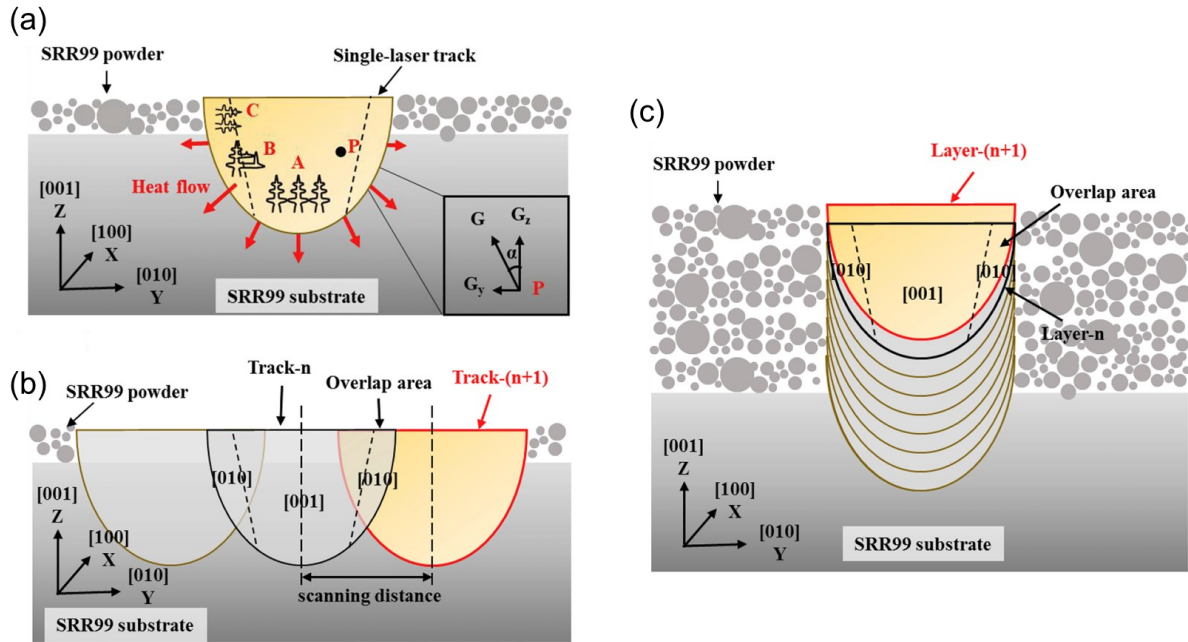 (a)
SRR99 powder
Single-laser track
C
B
A
P
Heat flow
[001]
Z
[100]
X
[010]
Y
SRR99 substrate
G
Gz
α
Gy
P
(b)
SRR99 powder
Track-n
Overlap area
Track-(n+1)
[010]
[001]
[010]
[001]
Z
[100]
X
[010]
Y
scanning distance
SRR99 substrate
(c)
SRR99 powder
Layer-(n+1)
Overlap area
[010]
[001]
[010]
Layer-n
[001]
Z
[100]
X
[010]
Y
SRR99 substrate